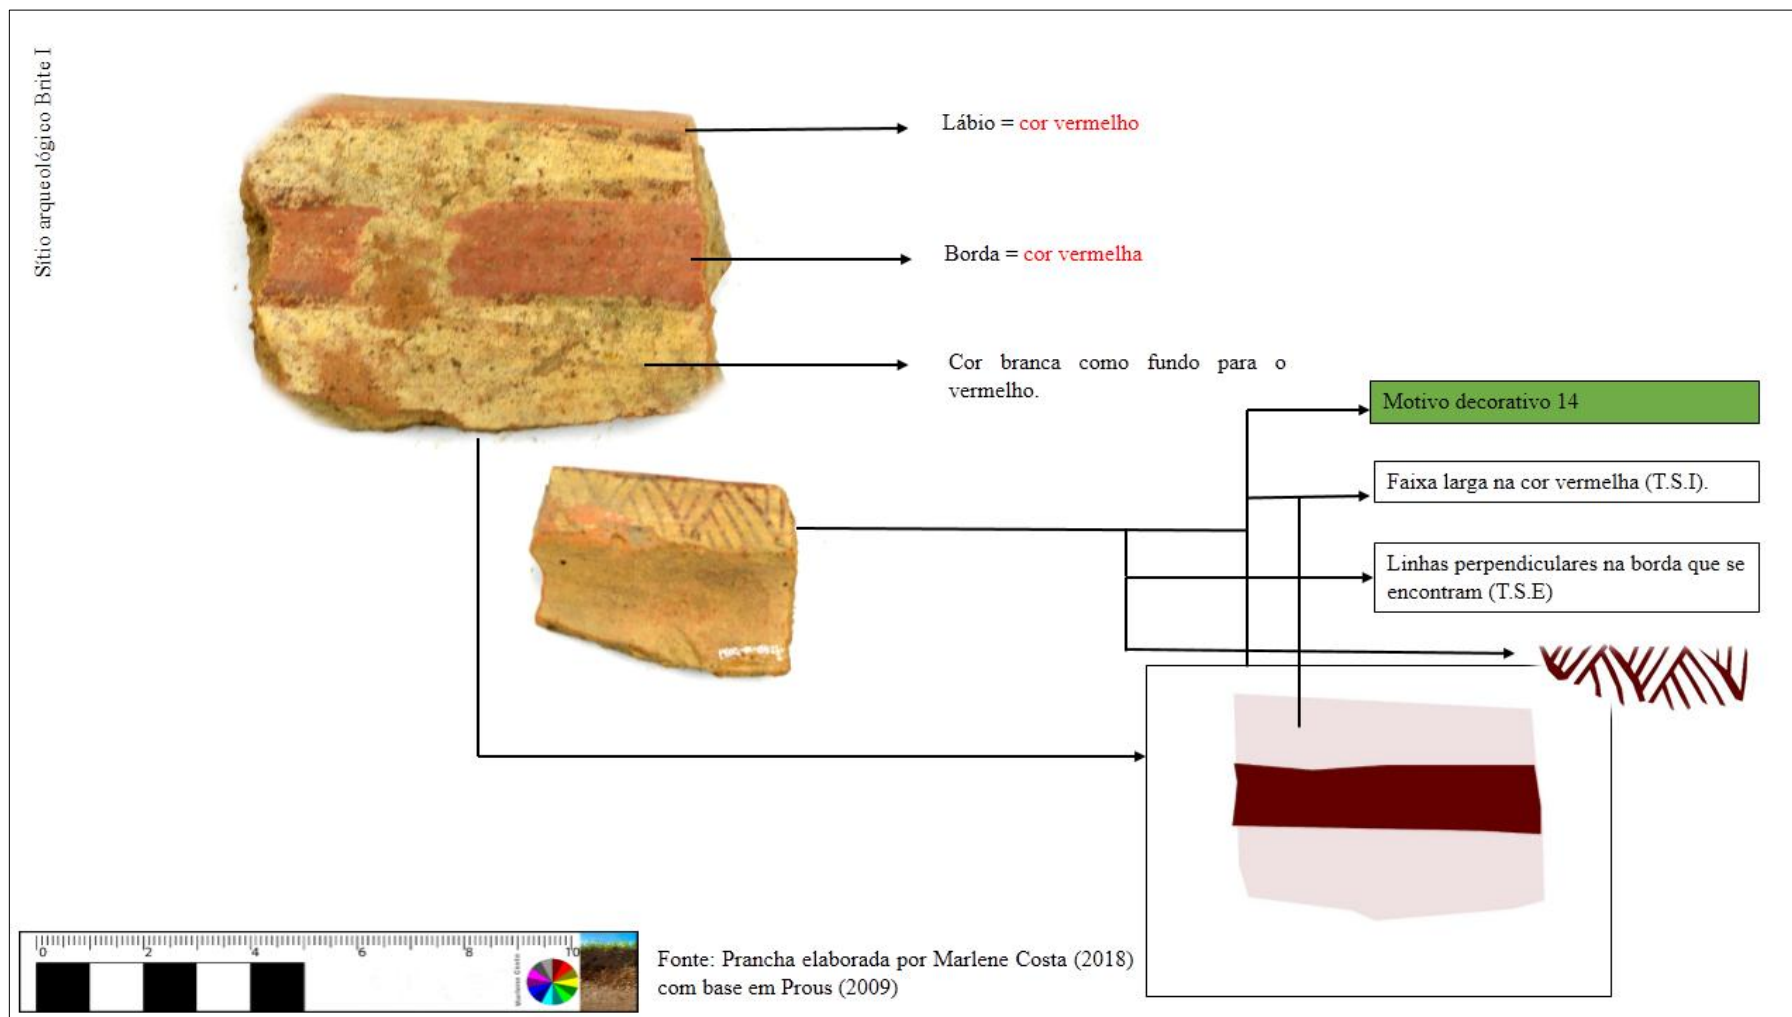 Sítio arqueológico Brite I
Lábio = cor vermelho
Borda = cor vermelha
Cor branca como fundo para o
vermelho.
Motivo decorativo 14
Faixa larga na cor vermelha (T.S.I).
Linhas perpendiculares na borda que se
encontram (T.S.E)
0 2 4 6 8 10
Marlene Costa
Fonte: Prancha elaborada por Marlene Costa (2018)
com base em Prous (2009)